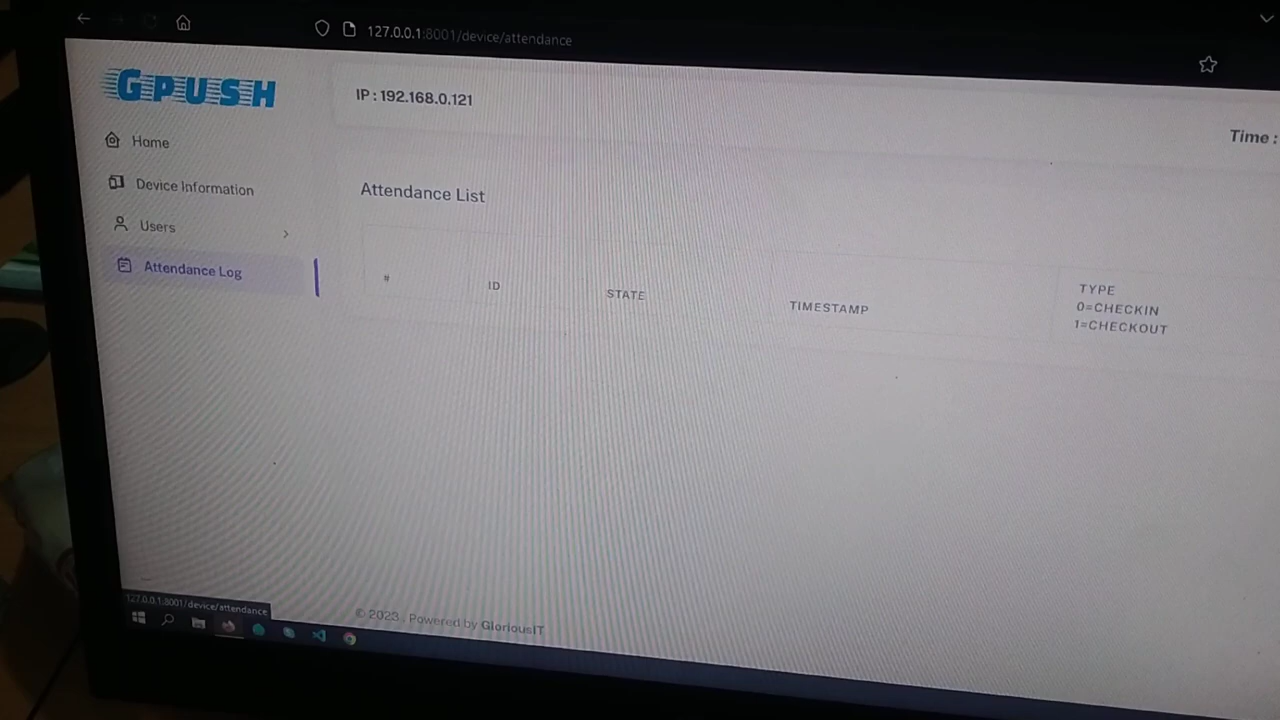 127.0.0.1:8001/device/attendance
GPUSH
IP : 192.168.0.121
Time :
Home
Device Information
Users
Attendance Log
Attendance List
#
ID
STATE
TIMESTAMP
TYPE
0=CHECKIN
1=CHECKOUT
127.0.0.1:8001/device/attendance
© 2023 , Powered by GloriousIT